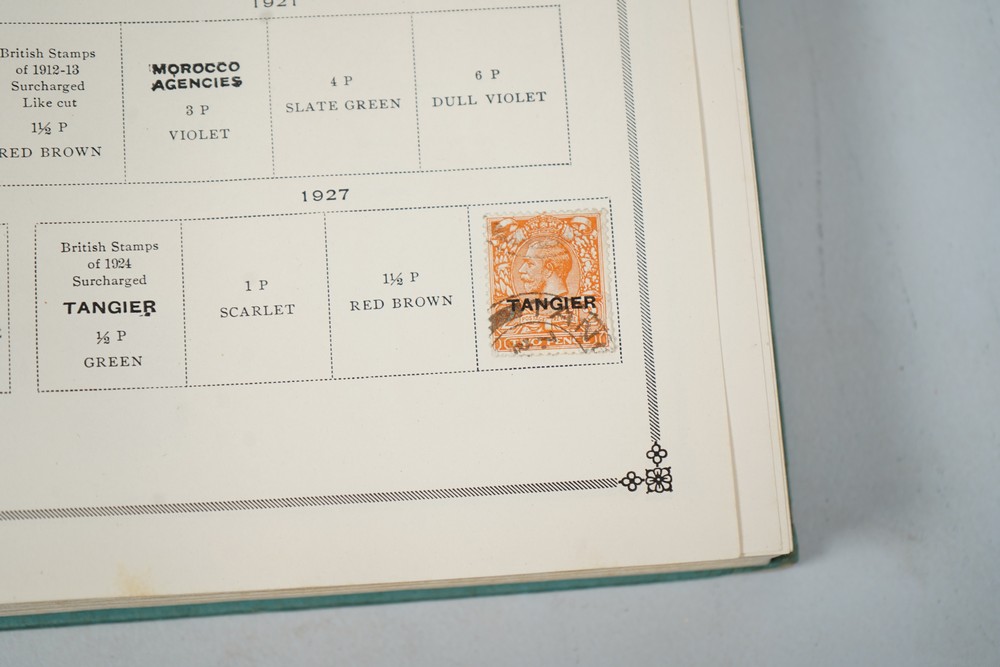 1921
British Stamps
of 1912-13
Surcharged
Like cut
1½ P
RED BROWN
MOROCCO
AGENCIES
3 P
VIOLET
4 P
SLATE GREEN
6 P
DULL VIOLET
1927
British Stamps
of 1924
Surcharged
TANGIER
½ P
GREEN
1 P
SCARLET
1½ P
RED BROWN
TANGIER
TWO PENCE